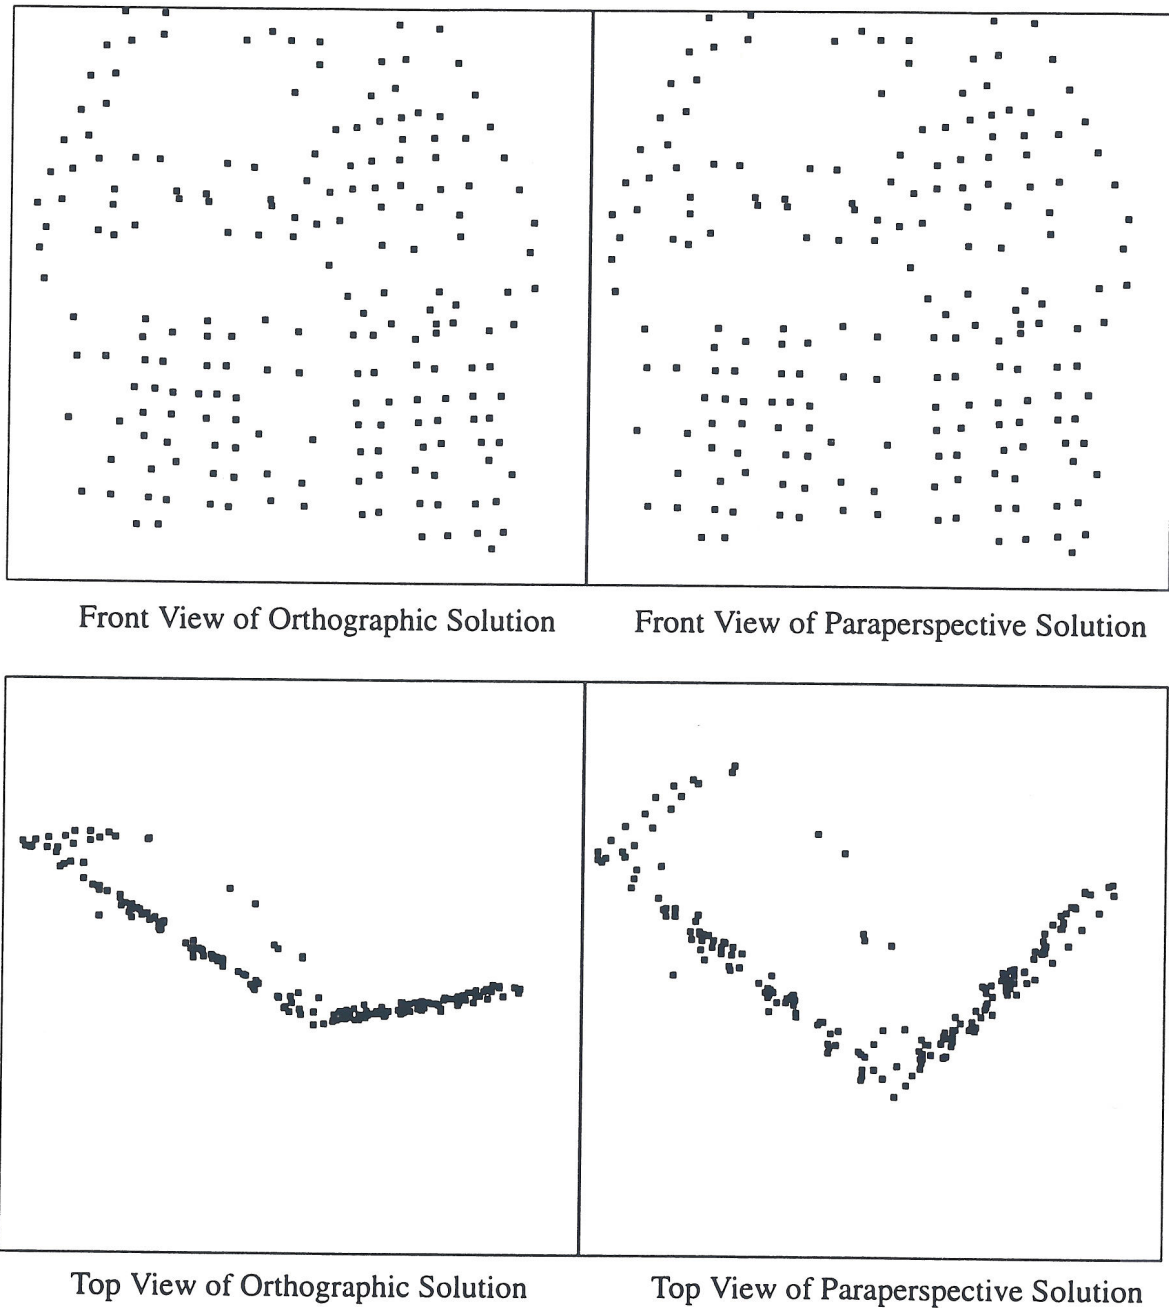 Front View of Orthographic Solution
Front View of Paraperspective Solution
Top View of Orthographic Solution
Top View of Paraperspective Solution